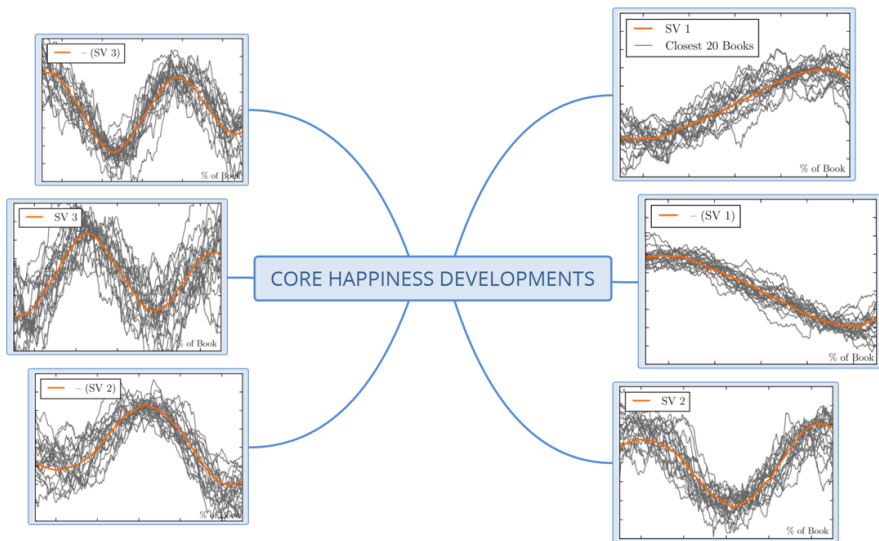 – (SV 3)
% of Book
SV 1
Closest 20 Books
% of Book
SV 3
% of Book
CORE HAPPINESS DEVELOPMENTS
– (SV 1)
% of Book
– (SV 2)
% of Book
SV 2
% of Book